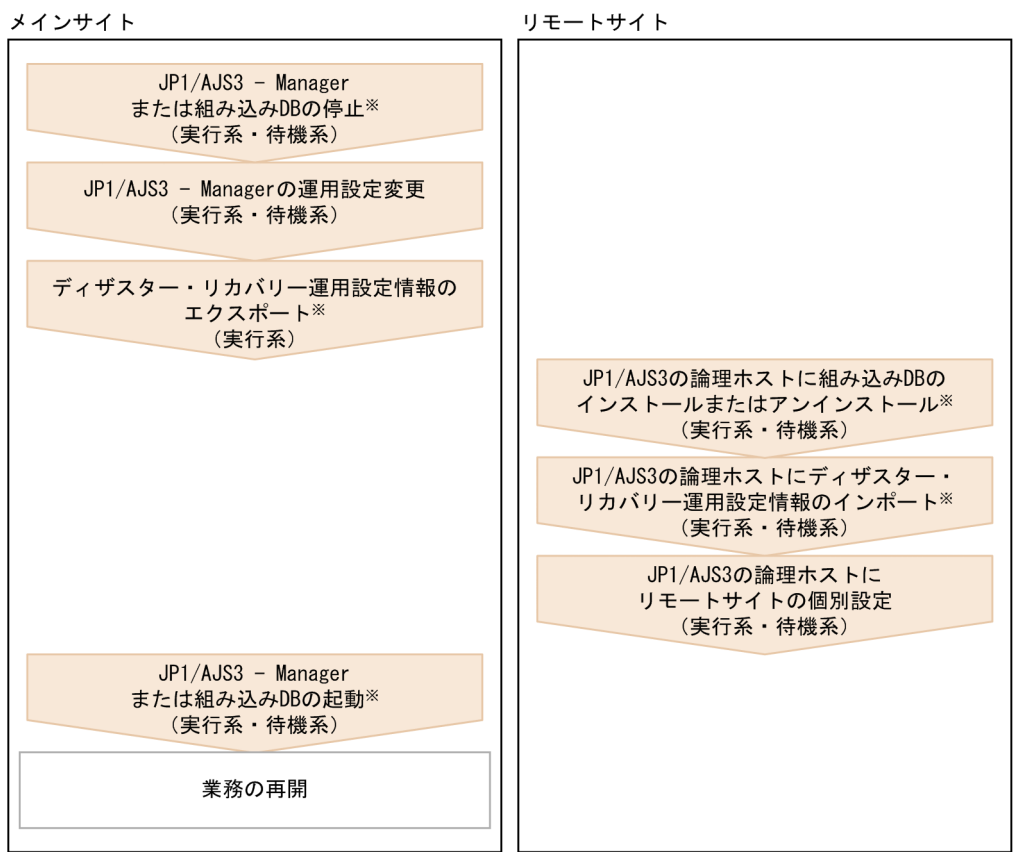 メインサイト
JP1/AJS3 － Manager
または組み込みDBの停止※
（実行系・待機系）
JP1/AJS3 － Managerの運用設定変更
（実行系・待機系）
ディザスター・リカバリー運用設定情報の
エクスポート※
（実行系）
JP1/AJS3 － Manager
または組み込みDBの起動※
（実行系・待機系）
業務の再開
リモートサイト
JP1/AJS3の論理ホストに組み込みDBの
インストールまたはアンインストール※
（実行系・待機系）
JP1/AJS3の論理ホストにディザスター・
リカバリー運用設定情報のインポート※
（実行系・待機系）
JP1/AJS3の論理ホストに
リモートサイトの個別設定
（実行系・待機系）